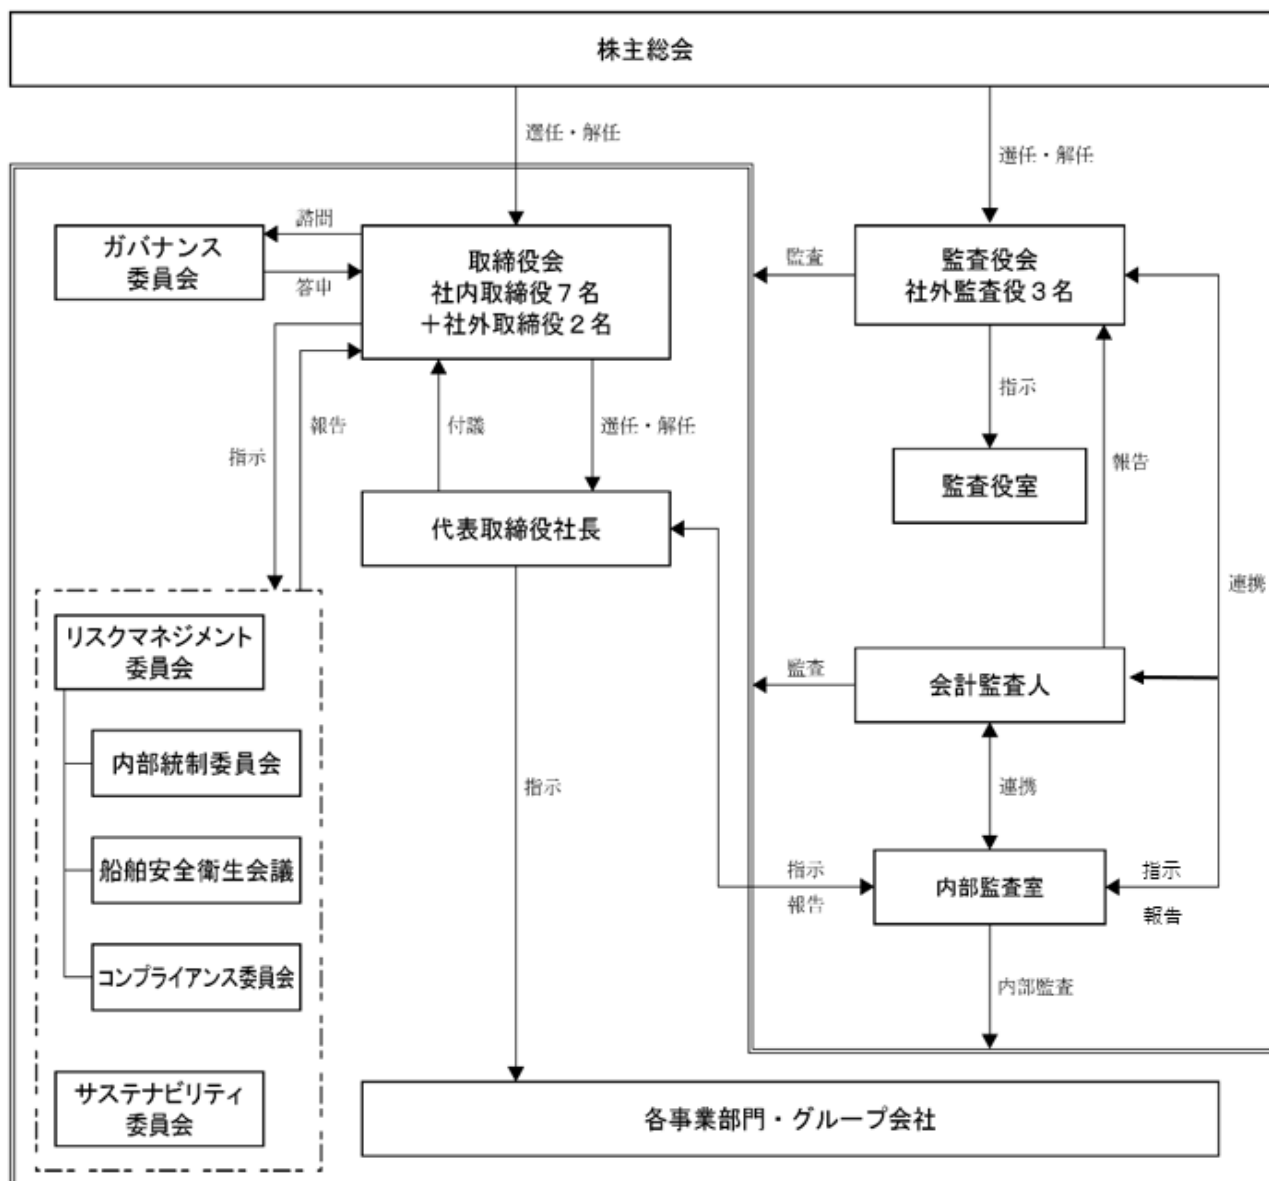 株主総会
選任・解任
選任・解任
ガバナンス
委員会
諮問
答申
取締役会
社内取締役７名
＋社外取締役２名
監査
監査役会
社外監査役３名
指示
報告
付議
選任・解任
指示
監査役室
報告
代表取締役社長
連携
リスクマネジメント
委員会
監査
会計監査人
内部統制委員会
指示
連携
船舶安全衛生会議
指示
報告
内部監査室
指示
報告
コンプライアンス委員会
内部監査
サステナビリティ
委員会
各事業部門・グループ会社